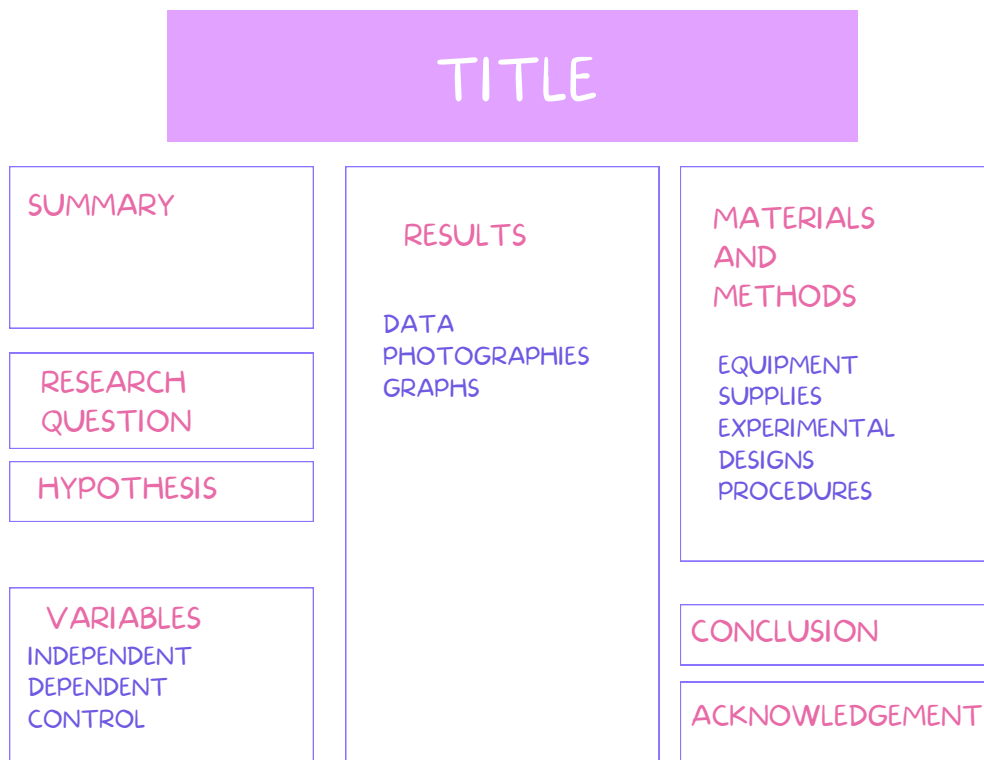 TITLE
SUMMARY
RESEARCH
QUESTION
HYPOTHESIS
VARIABLES
INDEPENDENT
DEPENDENT
CONTROL
RESULTS
DATA
PHOTOGRAPHIES
GRAPHS
MATERIALS
AND
METHODS
EQUIPMENT
SUPPLIES
EXPERIMENTAL
DESIGNS
PROCEDURES
CONCLUSION
ACKNOWLEDGEMENT